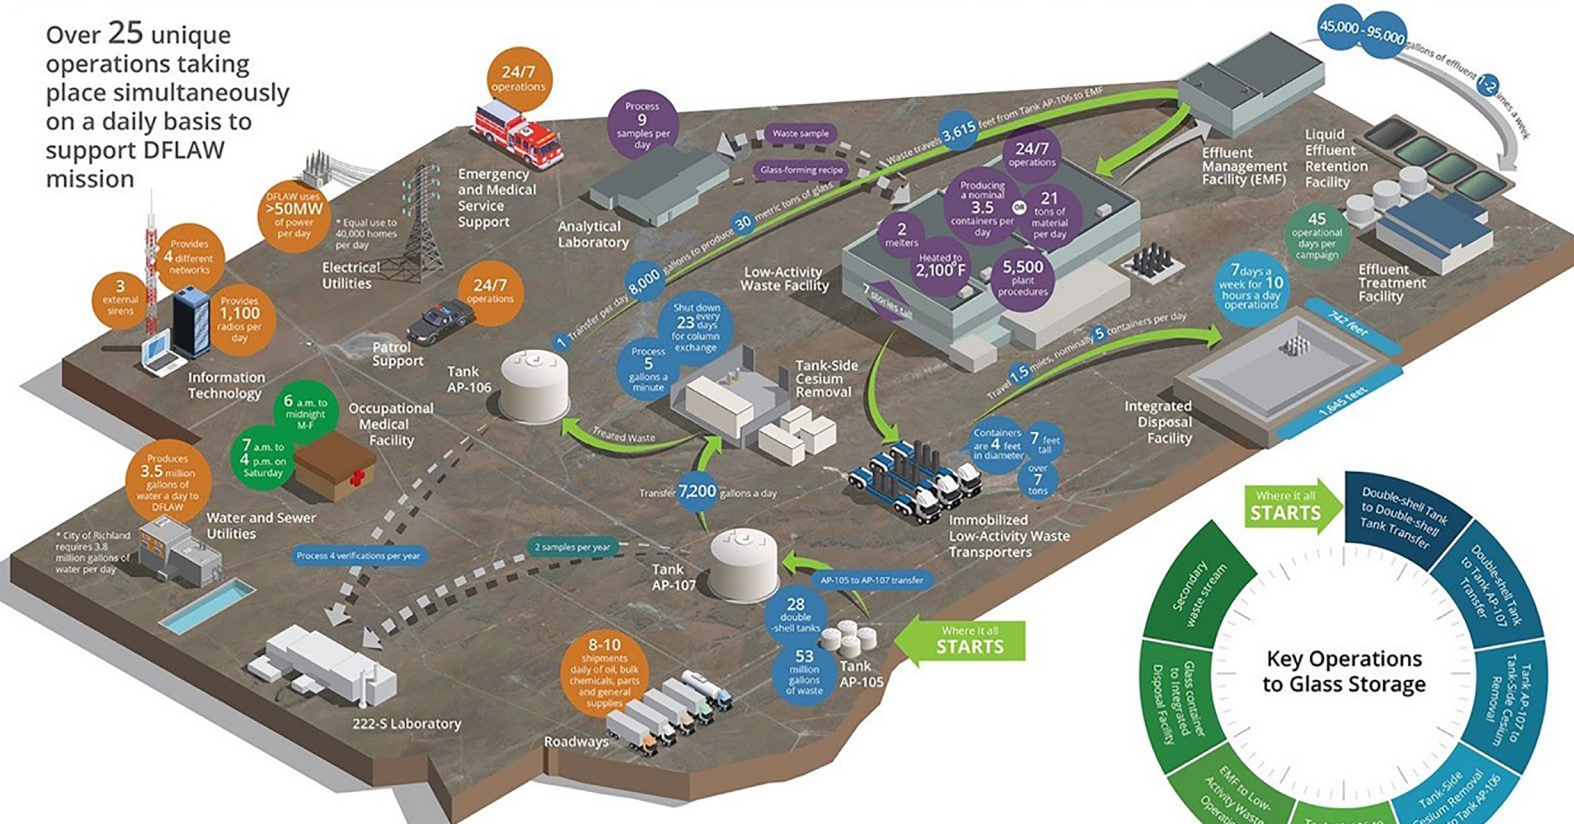 Over 25 unique
operations taking
place simultaneously
on a daily basis to
support DFLAW
mission
24/7
operations
Emergency
and Medical
Service
Support
DFLAW uses
>50MW
of power
per day
* Equal use to
40,000 homes
per day
Electrical
Utilities
3
external
sirens
Provides
4 different
networks
Provides
1,100
radios per
day
Information
Technology
24/7
operations
Patrol
Support
6 a.m. to
midnight
M-F
7 a.m. to
4 p.m. on
Saturday
Occupational
Medical
Facility
Produces
3.5 million
gallons of
water a day to
DFLAW
* City of Richland
requires 3.8
million gallons of
water per day
Water and Sewer
Utilities
Process
9
samples per
day
Analytical
Laboratory
Waste sample
Glass-forming recipe
Waste travels 3,615 feet from Tank AP-106 to EMF
1 Transfer per day 8,000 gallons to produce 30 metric tons of glass
Tank
AP-106
Shut down
every
23 days
for column
exchange
Process
5
gallons a
minute
Tank-Side
Cesium
Removal
Treated Waste
Transfer 7,200 gallons a day
Tank
AP-107
AP-105 to AP-107 transfer
28
double
-shell tanks
53
million
gallons
of waste
Tank
AP-105
Where it all
STARTS
Process 4 verifications per year
2 samples per year
222-S Laboratory
8-10
shipments
daily of oil, bulk
chemicals, parts
and general
supplies
Roadways
24/7
operations
Producing
a nominal
3.5
containers per
day
OR
21
tons of
material
per day
2
melters
Heated to
2,100°F
5,500
plant
procedures
7 stories tall
Low-Activity
Waste Facility
Effluent
Management
Facility (EMF)
45,000 - 95,000 gallons of effluent 1-2 times a week
Liquid
Effluent
Retention
Facility
45
operational
days per
campaign
Effluent
Treatment
Facility
7 days a
week for 10
hours a day
operations
742 feet
1,645 feet
Integrated
Disposal
Facility
Travel 1.5 miles, nominally 5 containers per day
Containers
are 4 feet
in diameter
7 feet
tall
over
7
tons
Immobilized
Low-Activity Waste
Transporters
Where it all
STARTS
Key Operations
to Glass Storage
Double-shell Tank
to Double-shell
Tank Transfer
Double-shell Tank
to Tank AP-107
Transfer
Tank AP-107 to
Tank-Side Cesium
Removal
Tank-Side
Cesium Removal
to Tank AP-106
EMF to Low-
Activity Waste
Glass container
to Integrated
Disposal Facility
Secondary
waste stream